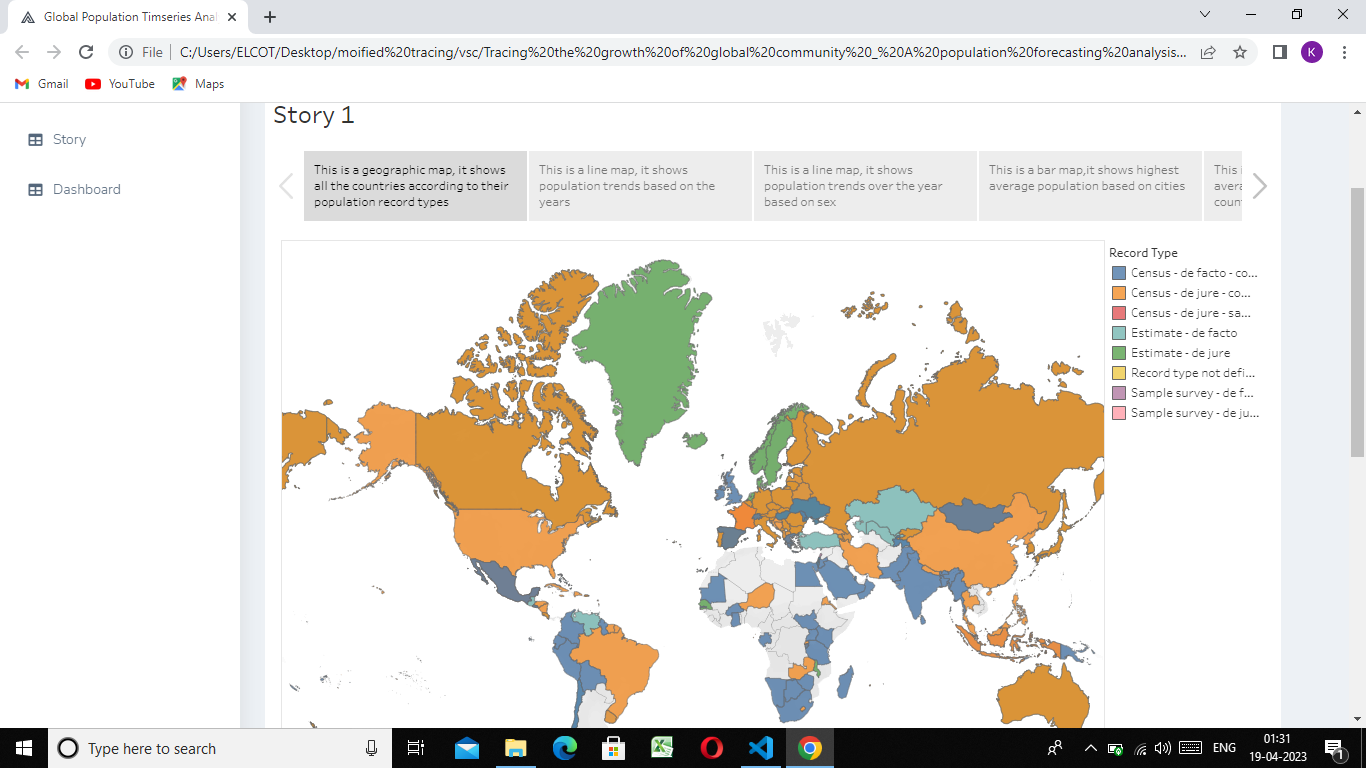 Global Population Timseries Anal
File
C:/Users/ELCOT/Desktop/moified%20tracing/vsc/Tracing%20the%20growth%20of%20global%20community%20_%20A%20population%20forecasting%20analysis...
K
Gmail
YouTube
Maps
Story
Dashboard
Story 1
This is a geographic map, it shows
all the countries according to their
population record types
This is a line map, it shows
population trends based on the
years
This is a line map, it shows
population trends over the year
based on sex
This is a bar map,it shows highest
average population based on cities
This i
avera
coun
Record Type
Census - de facto - co...
Census - de jure - co...
Census - de jure - sa...
Estimate - de facto
Estimate - de jure
Record type not defi...
Sample survey - de f...
Sample survey - de ju...
Type here to search
ENG
01:31
19-04-2023
1